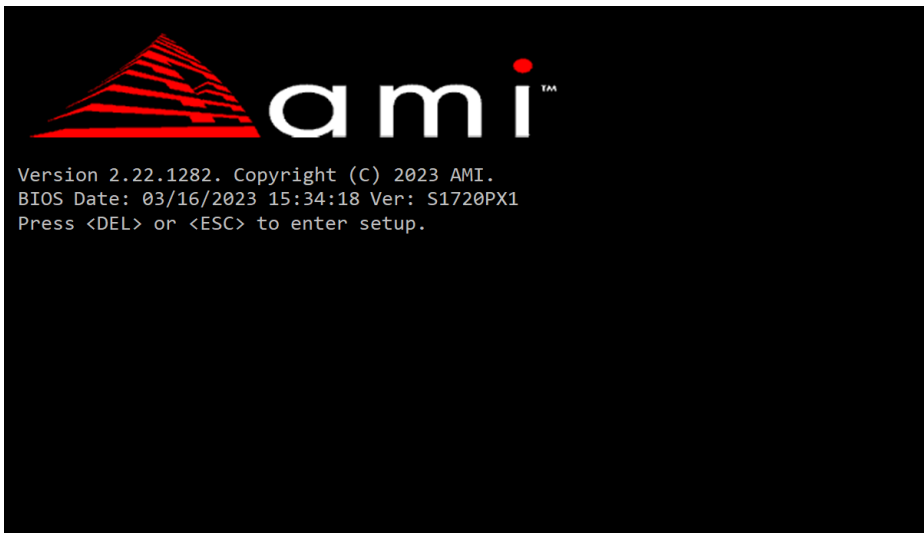 ami™
Version 2.22.1282. Copyright (C) 2023 AMI.
BIOS Date: 03/16/2023 15:34:18 Ver: S1720PX1
Press <DEL> or <ESC> to enter setup.